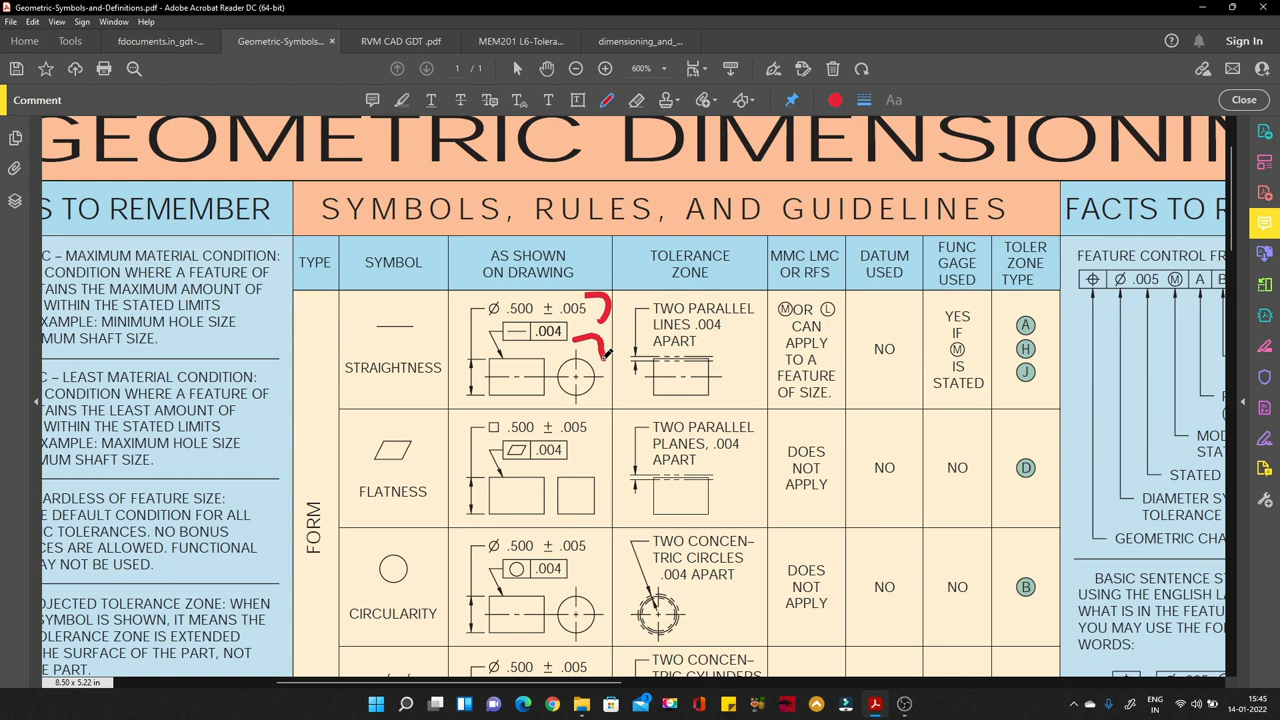 Geometric-Symbols-and-Definitions.pdf - Adobe Acrobat Reader DC (64-bit)
File Edit View Sign Window Help
Home Tools fdocuments.in_gdt-... Geometric-Symbols... × RVM CAD GDT .pdf MEM201 L6-Tolera... dimensioning_and_... Sign In
1 / 1 600%
Comment Aa Close
GEOMETRIC DIMENSIONIN
S TO REMEMBER
SYMBOLS, RULES, AND GUIDELINES
FACTS TO R
C – MAXIMUM MATERIAL CONDITION:
CONDITION WHERE A FEATURE OF
TAINS THE MAXIMUM AMOUNT OF
WITHIN THE STATED LIMITS
EXAMPLE: MINIMUM HOLE SIZE
MUM SHAFT SIZE.
C – LEAST MATERIAL CONDITION:
CONDITION WHERE A FEATURE OF
TAINS THE LEAST AMOUNT OF
WITHIN THE STATED LIMITS
EXAMPLE: MAXIMUM HOLE SIZE
MUM SHAFT SIZE.
ARDLESS OF FEATURE SIZE:
E DEFAULT CONDITION FOR ALL
C TOLERANCES. NO BONUS
CES ARE ALLOWED. FUNCTIONAL
AY NOT BE USED.
OJECTED TOLERANCE ZONE: WHEN
SYMBOL IS SHOWN, IT MEANS THE
OLERANCE ZONE IS EXTENDED
HE SURFACE OF THE PART, NOT
E PART.
TYPE
SYMBOL
AS SHOWN
ON DRAWING
TOLERANCE
ZONE
MMC LMC
OR RFS
DATUM
USED
FUNC
GAGE
USED
TOLER
ZONE
TYPE
FORM
STRAIGHTNESS
Ø .500 ± .005
.004
TWO PARALLEL
LINES .004
APART
Ⓜ OR Ⓛ
CAN
APPLY
TO A
FEATURE
OF SIZE.
NO
YES
IF
Ⓜ
IS
STATED
A
H
J
FLATNESS
□ .500 ± .005
.004
TWO PARALLEL
PLANES, .004
APART
DOES
NOT
APPLY
NO
NO
D
CIRCULARITY
Ø .500 ± .005
.004
TWO CONCEN–
TRIC CIRCLES
.004 APART
DOES
NOT
APPLY
NO
NO
B
Ø .500 ± .005
TWO CONCEN–
TRIC CYLINDERS
FEATURE CONTROL FR
Ø .005 Ⓜ A B
MOD
STAT
STATED
DIAMETER SY
TOLERANCE
GEOMETRIC CHA
BASIC SENTENCE ST
USING THE ENGLISH LA
WHAT IS IN THE FEATU
YOU MAY USE THE FO
WORDS:
8.50 x 5.22 in
ENG
IN
15:45
14-01-2022